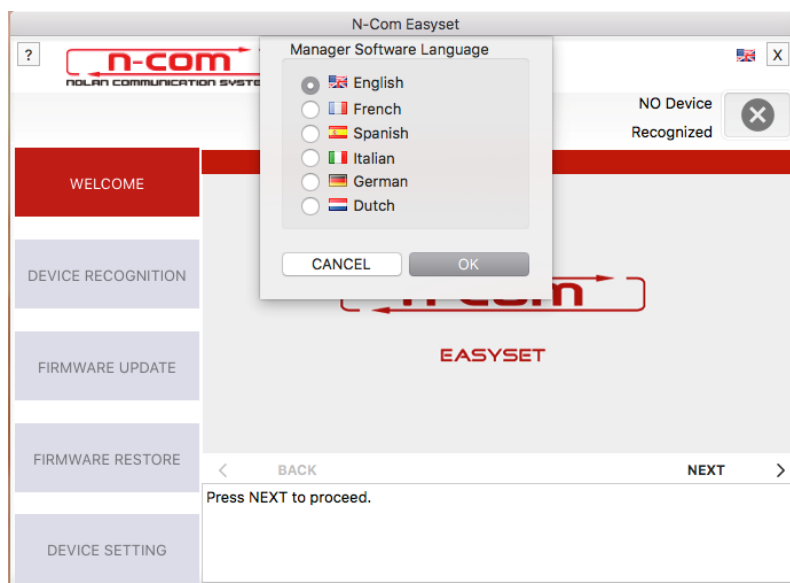 N-Com Easyset
?
n-com
NOLAN COMMUNICATION SYSTE
X
Manager Software Language
English
French
Spanish
Italian
German
Dutch
CANCEL
OK
NO Device
Recognized
WELCOME
DEVICE RECOGNITION
FIRMWARE UPDATE
FIRMWARE RESTORE
DEVICE SETTING
n-com
EASYSET
< BACK
NEXT >
Press NEXT to proceed.